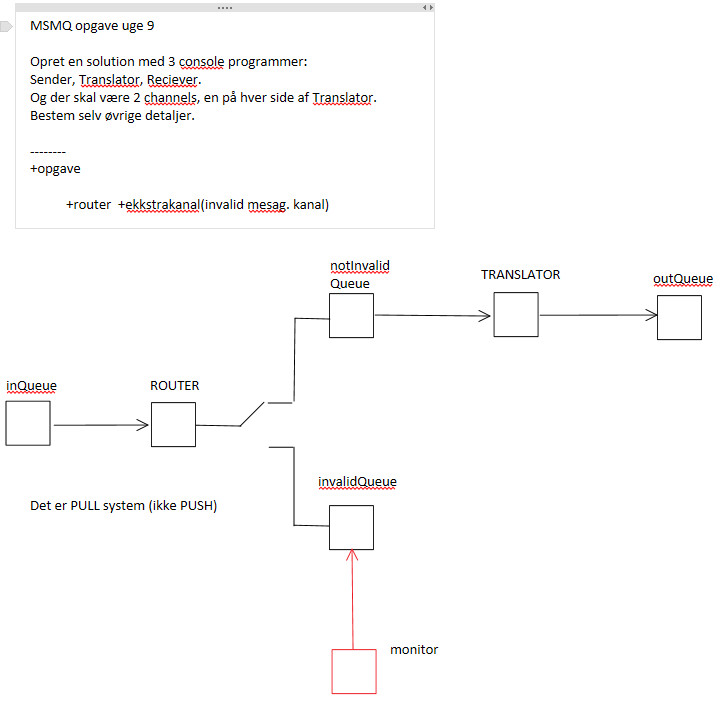 MSMQ opgave uge 9
Opret en solution med 3 console programmer:
Sender, Translator, Reciever.
Og der skal være 2 channels, en på hver side af Translator.
Bestem selv øvrige detaljer.
--------
+opgave
+router +ekkstrakanal(invalid mesag. kanal)
notInvalid
Queue
TRANSLATOR
outQueue
inQueue
ROUTER
invalidQueue
Det er PULL system (ikke PUSH)
monitor